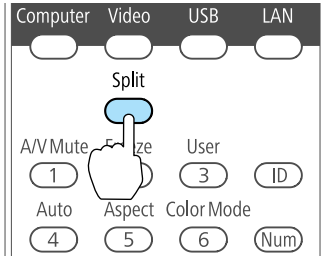 Computer Video USB LAN
Split
A/V Mute User
1 3 ID
Auto Aspect Color Mode
4 5 6 Num